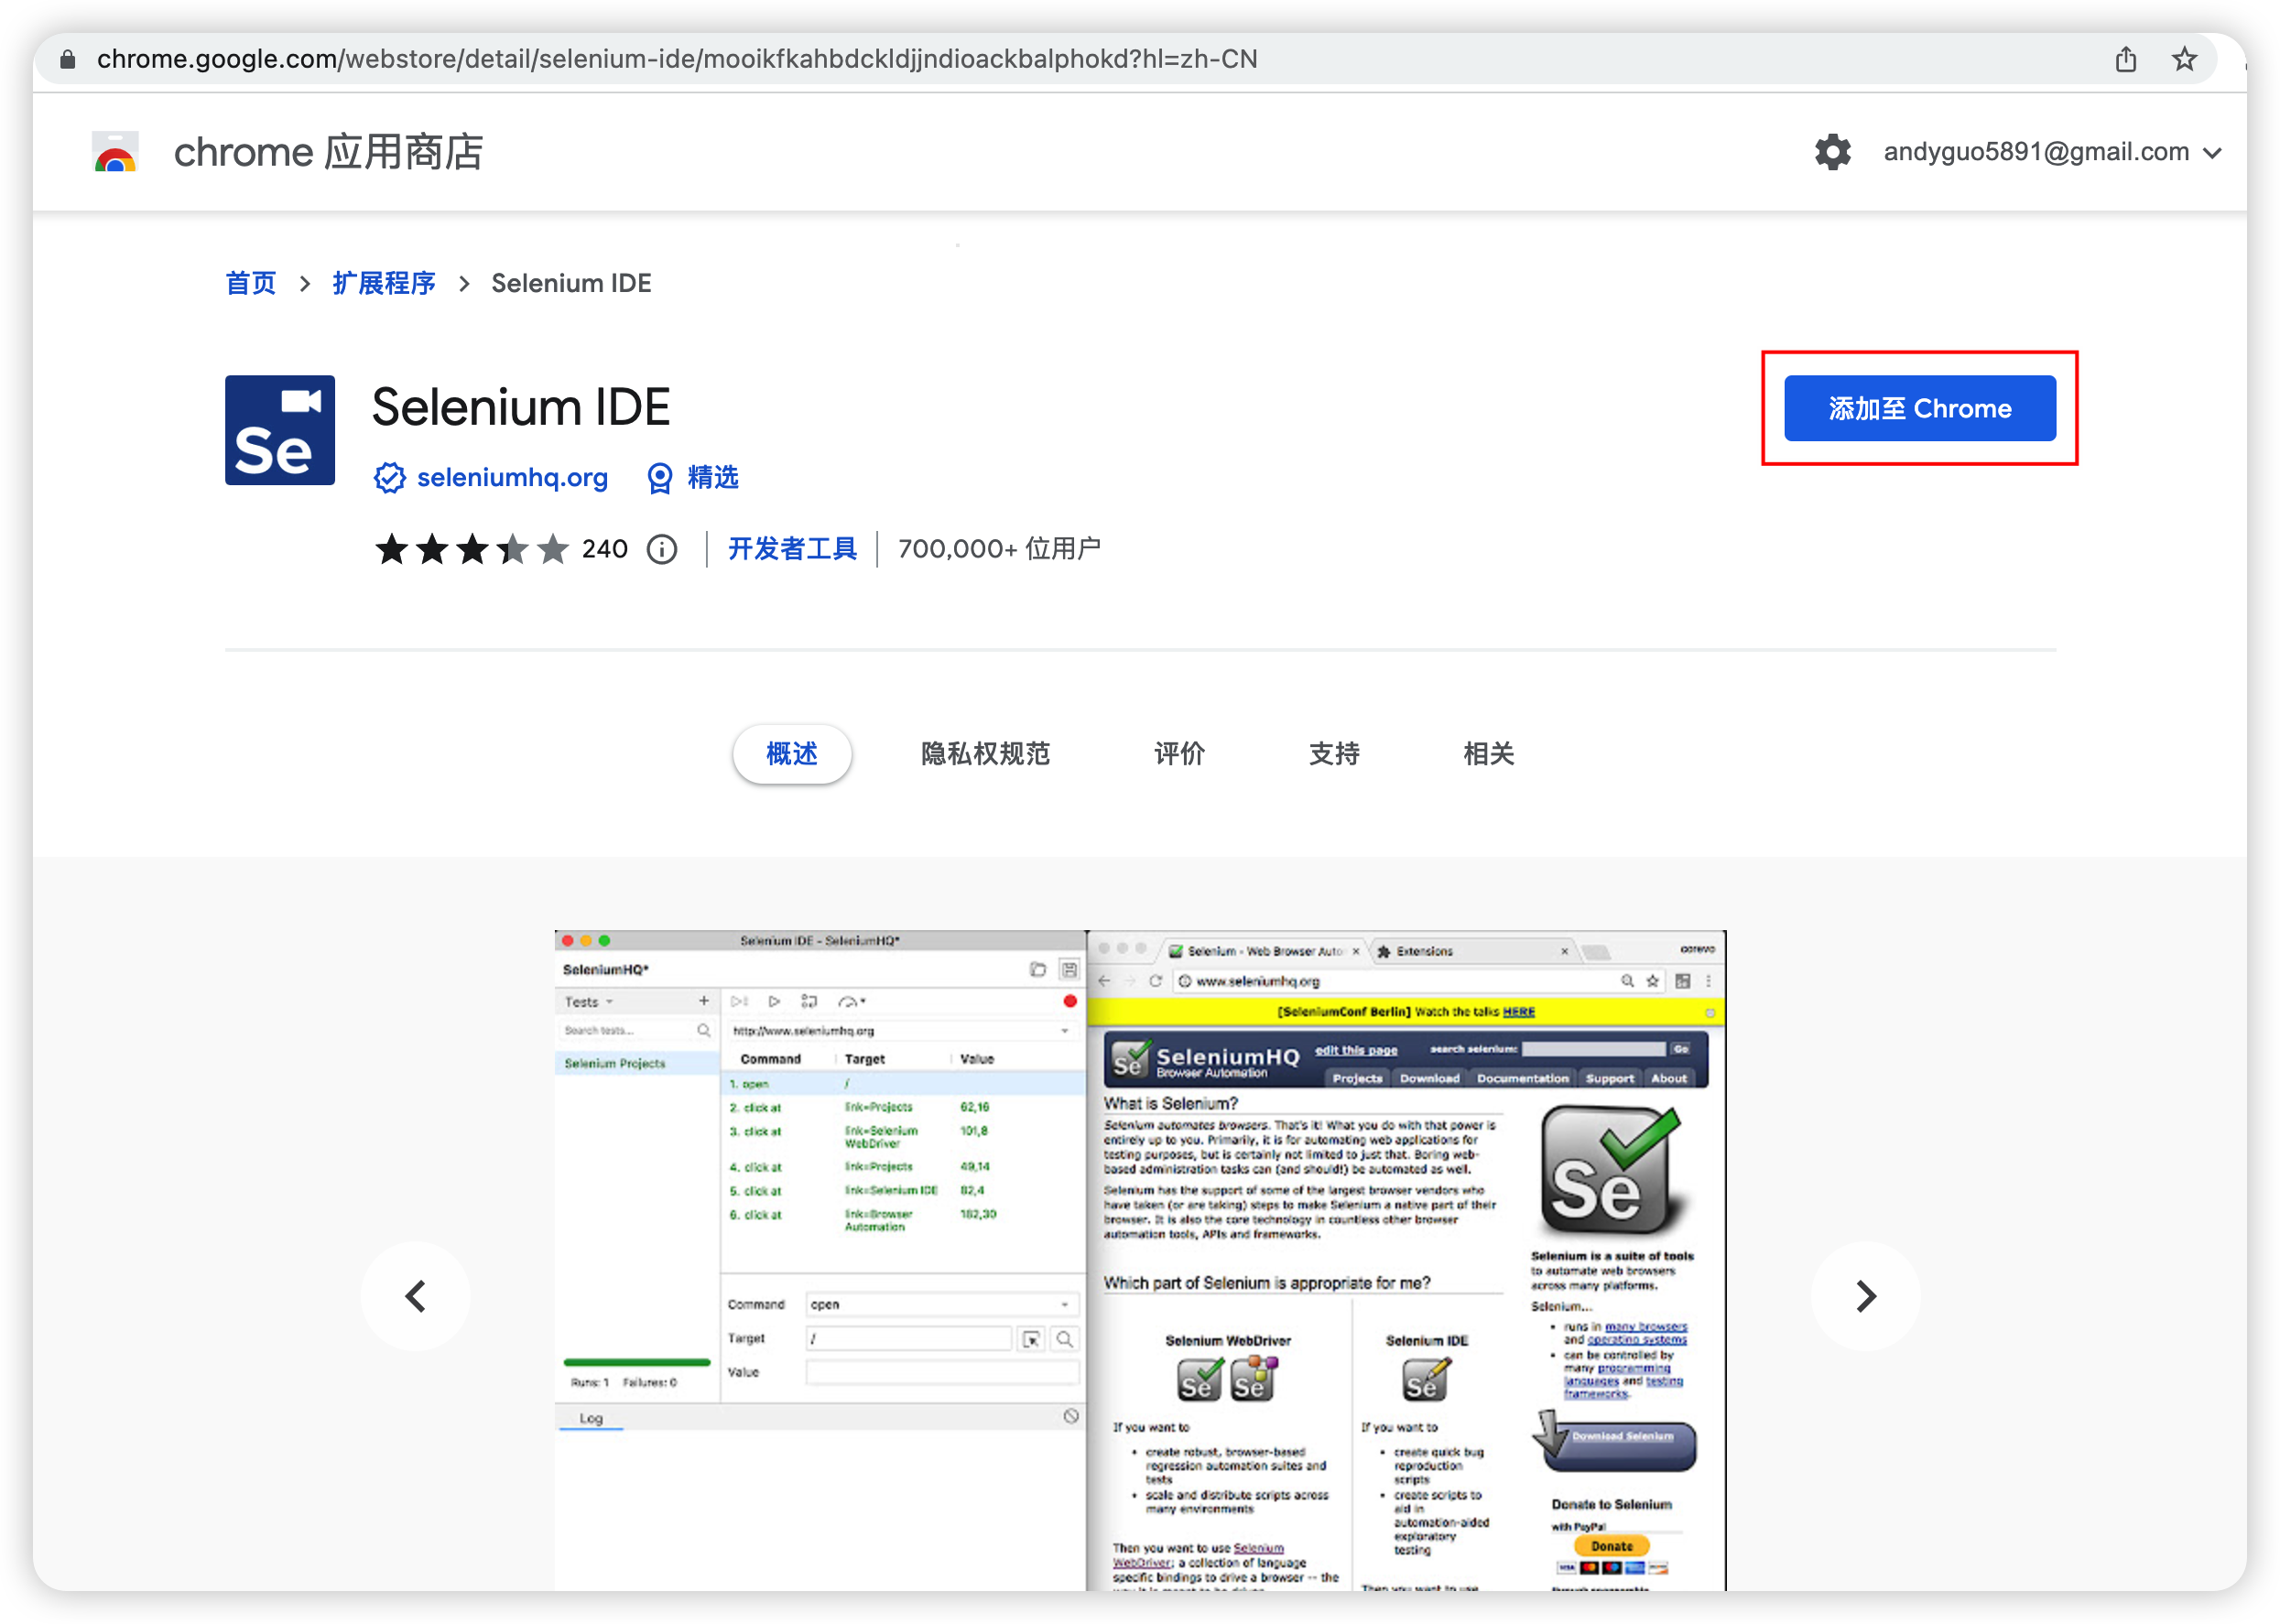 chrome.google.com/webstore/detail/selenium-ide/mooikfkahbdckldjjndioackbalphokd?hl=zh-CN
chrome 应用商店
andyguo5891@gmail.com
首页 > 扩展程序 > Selenium IDE
Se
Selenium IDE
添加至 Chrome
seleniumhq.org 精选
240 开发者工具 700,000+ 位用户
概述 隐私权规范 评价 支持 相关
Selenium IDE - SeleniumHQ*
SeleniumHQ*
Tests
Search tests...
Selenium Projects
http://www.seleniumhq.org
Command Target Value
1. open /
2. click at link=Projects 62,16
3. click at link=Selenium WebDriver 101,8
4. click at link=Projects 49,14
5. click at link=Selenium IDE 82,4
6. click at link=Browser Automation 182,30
Command open
Target /
Value
Runs: 1 Failures: 0
Log
Selenium - Web Browser Auto
Extensions
www.seleniumhq.org
[SeleniumConf Berlin] Watch the talks HERE
Se
SeleniumHQ
Browser Automation
edit this page
search selenium: Go
Projects Download Documentation Support About
What is Selenium?
Selenium automates browsers. That's it! What you do with that power is
entirely up to you. Primarily, it is for automating web applications for
testing purposes, but is certainly not limited to just that. Boring web-
based administration tasks can (and should!) be automated as well.
Selenium has the support of some of the largest browser vendors who
have taken (or are taking) steps to make Selenium a native part of their
browser. It is also the core technology in countless other browser
automation tools, APIs and frameworks.
Which part of Selenium is appropriate for me?
Selenium WebDriver
Se Se
If you want to
• create robust, browser-based
regression automation suites and
tests
• scale and distribute scripts across
many environments
Then you want to use Selenium
WebDriver; a collection of language
specific bindings to drive a browser -- the
Selenium IDE
Se
If you want to
• create quick bug
reproduction
scripts
• create scripts to
aid in
automation-aided
exploratory
testing
Then you want to use
Se
Selenium is a suite of tools
to automate web browsers
across many platforms.
Selenium...
• runs in many browsers
and operating systems
• can be controlled by
many programming
languages and testing
frameworks.
Download Selenium
Donate to Selenium
with PayPal
Donate
VISA